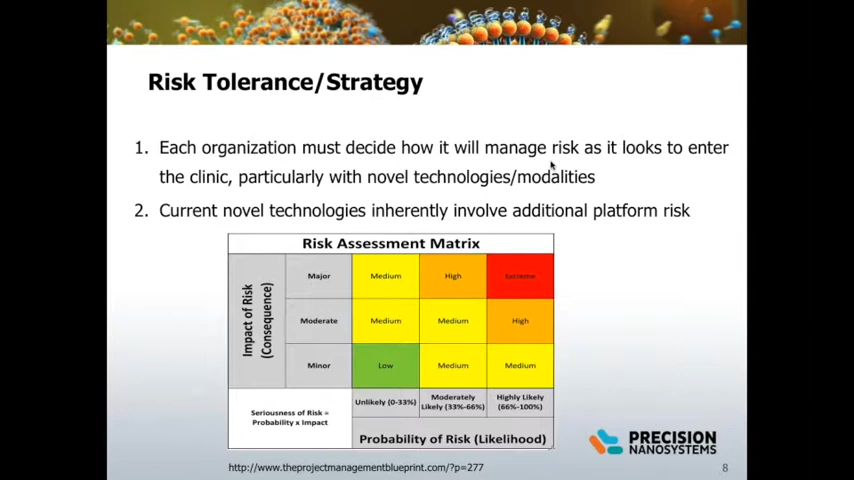 Risk Tolerance/Strategy
1. Each organization must decide how it will manage risk as it looks to enter
the clinic, particularly with novel technologies/modalities
2. Current novel technologies inherently involve additional platform risk
Risk Assessment Matrix
Impact of Risk
(Consequence)
Major Medium High Extreme
Moderate Medium Medium High
Minor Low Medium Medium
Seriousness of Risk =
Probability x Impact
Unlikely (0-33%)
Moderately
Likely (33%-66%)
Highly Likely
(66%-100%)
Probability of Risk (Likelihood)
PRECISION
NANOSYSTEMS
http://www.theprojectmanagementblueprint.com/?p=277
8